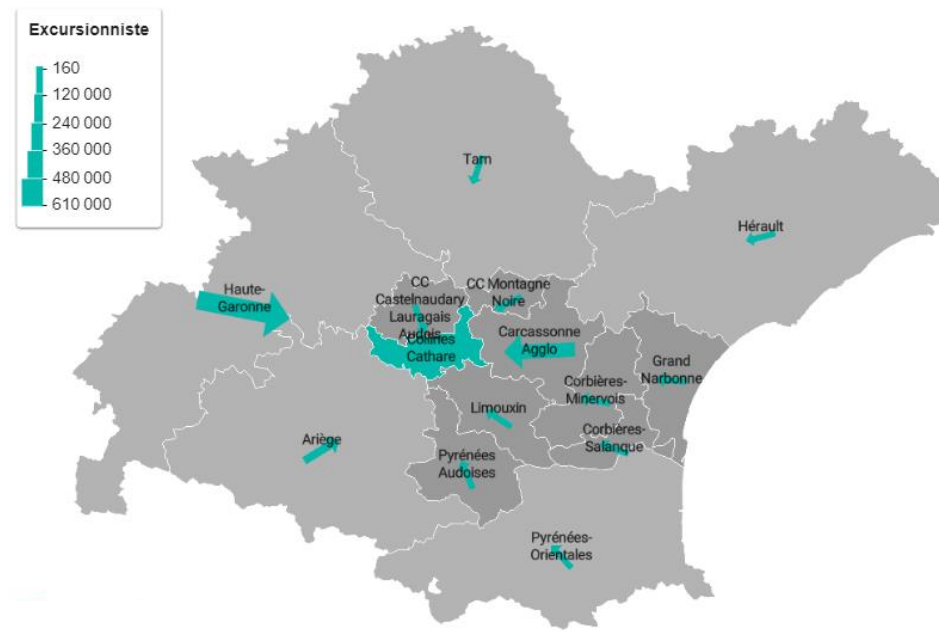 Excursionniste
160
120 000
240 000
360 000
480 000
610 000
Tarn
Hérault
Haute-
Garonne
CC
Castelnaudary
Lauragais
Audois
CC Montagne
Noire
Collines
Cathare
Carcassonne
Agglo
Grand
Narbonne
Corbières-
Minervois
Limouxin
Corbières-
Salanque
Ariège
Pyrénées
Audoises
Pyrénées-
Orientales